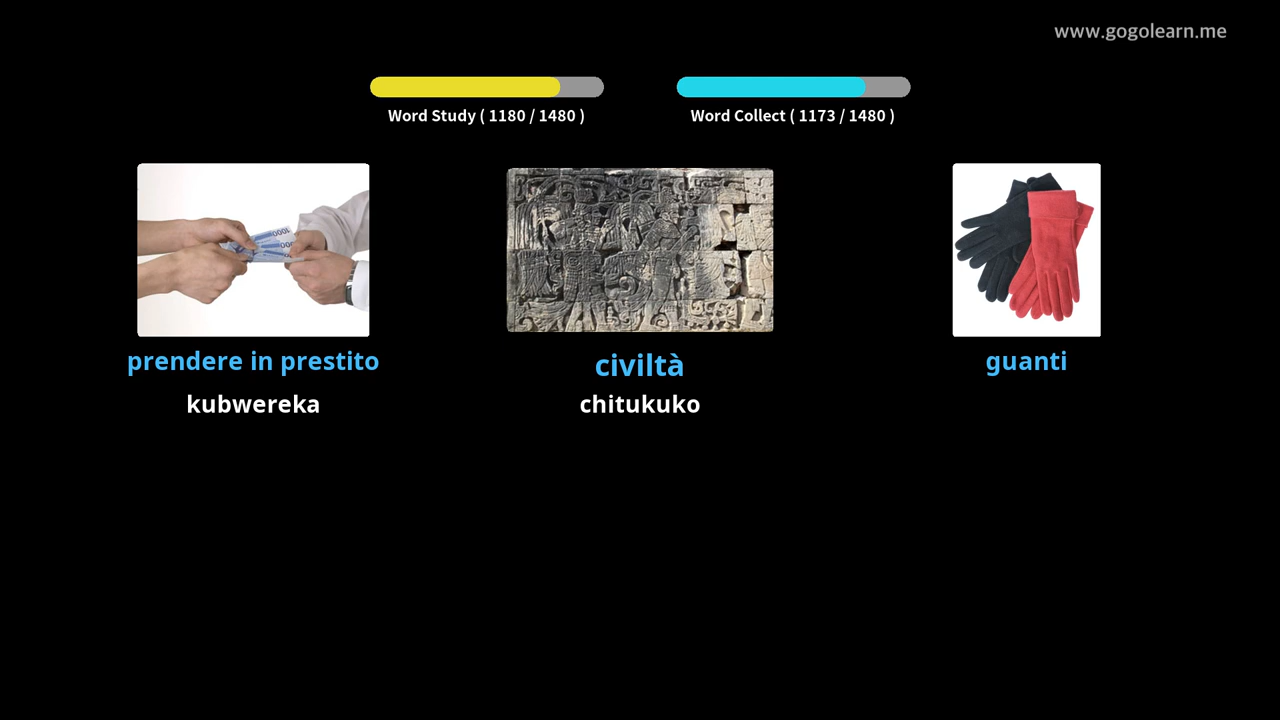 www.gogolearn.me
Word Study ( 1180 / 1480 )
Word Collect ( 1173 / 1480 )
prendere in prestito
kubwereka
civiltà
chitukuko
guanti